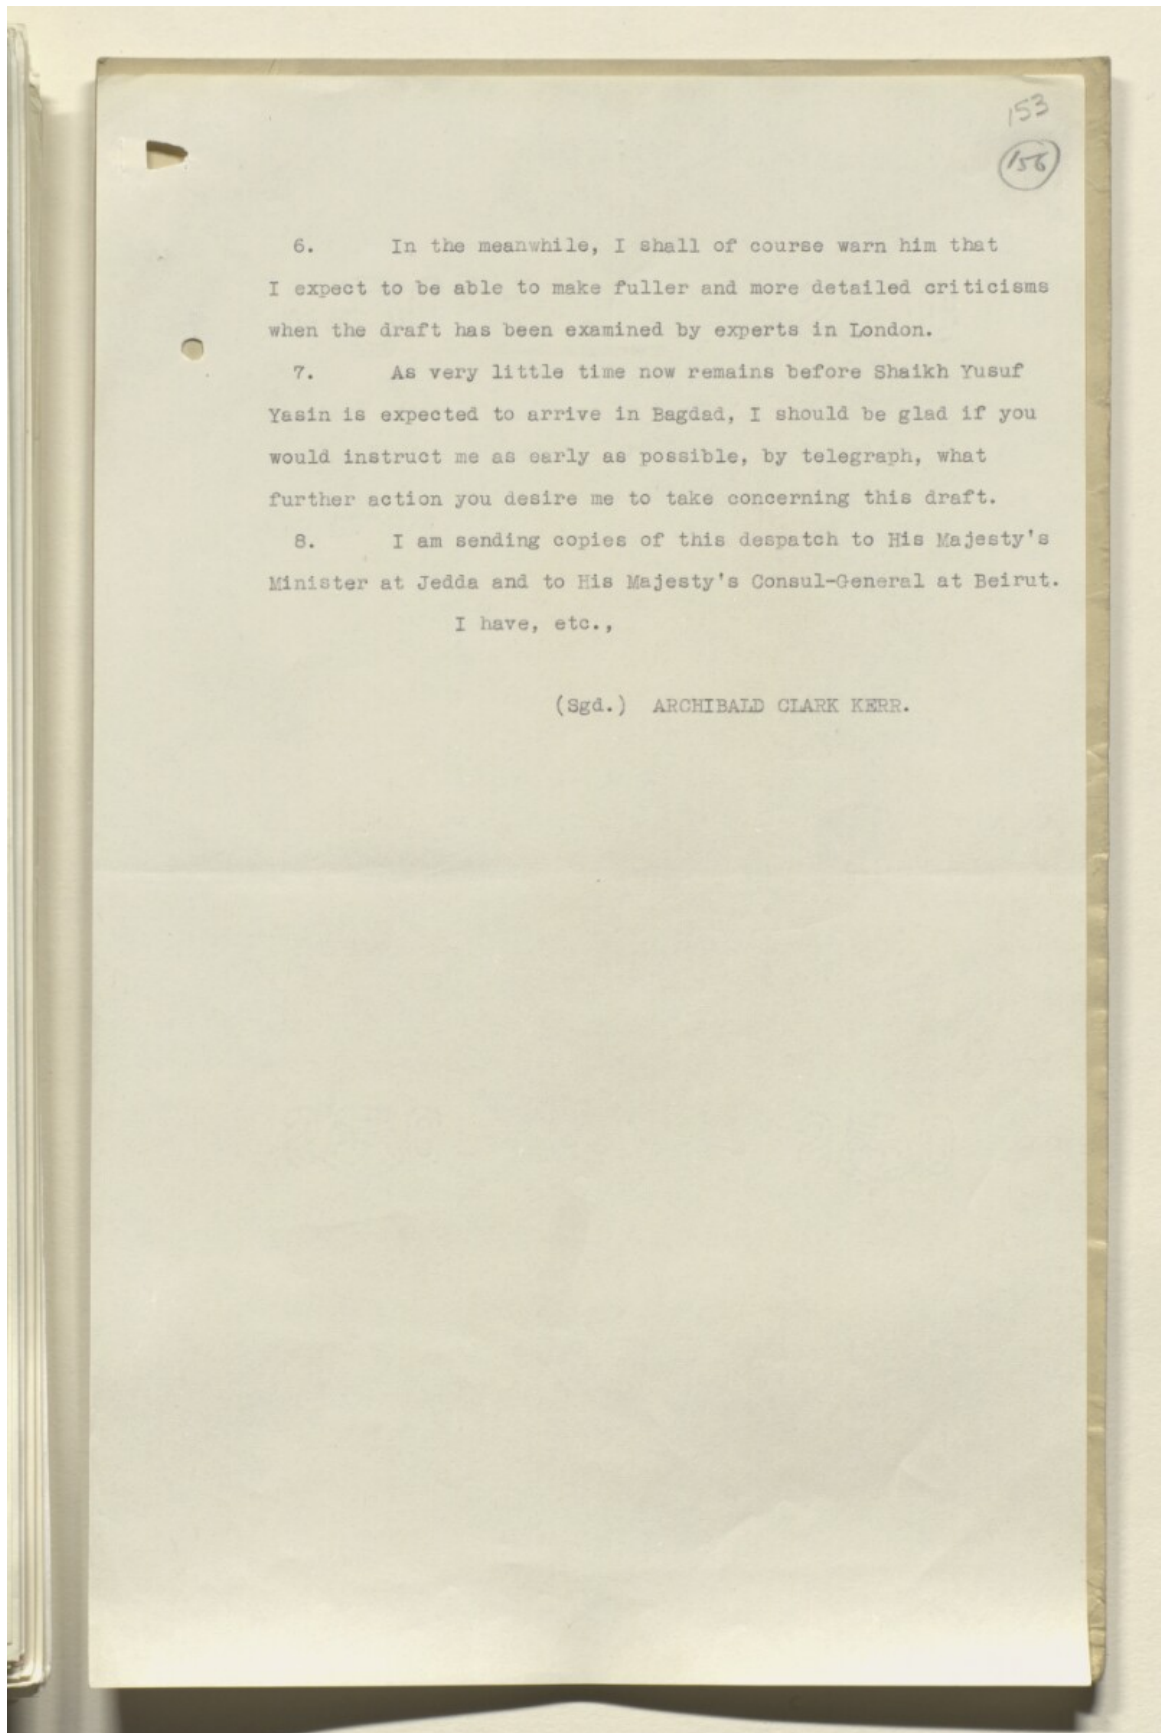 153
156
6. In the meanwhile, I shall of course warn him that
I expect to be able to make fuller and more detailed criticisms
when the draft has been examined by experts in London.
7. As very little time now remains before Shaikh Yusuf
Yasin is expected to arrive in Bagdad, I should be glad if you
would instruct me as early as possible, by telegraph, what
further action you desire me to take concerning this draft.
8. I am sending copies of this despatch to His Majesty's
Minister at Jedda and to His Majesty's Consul-General at Beirut.
I have, etc.,
(Sgd.) ARCHIBALD CLARK KERR.